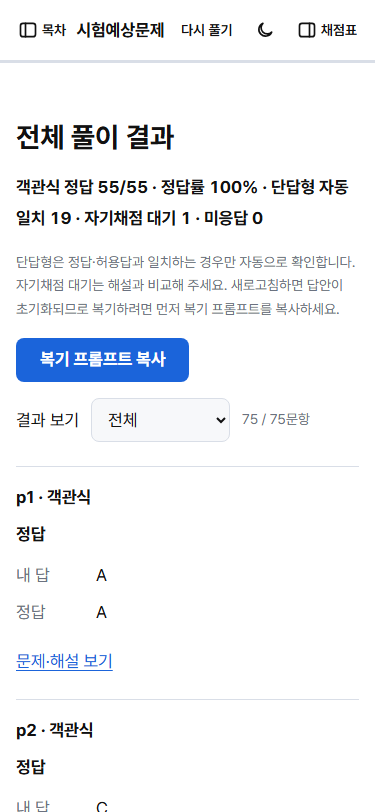 목차 시험예상문제 다시 풀기 채점표
전체 풀이 결과
객관식 정답 55/55 · 정답률 100% · 단답형 자동
일치 19 · 자기채점 대기 1 · 미응답 0
단답형은 정답·허용답과 일치하는 경우만 자동으로 확인합니다.
자기채점 대기는 해설과 비교해 주세요. 새로고침하면 답안이
초기화되므로 복기하려면 먼저 복기 프롬프트를 복사하세요.
복기 프롬프트 복사
결과 보기 전체 75 / 75문항
p1 · 객관식
정답
내 답 A
정답 A
문제·해설 보기
p2 · 객관식
정답
내 답 C